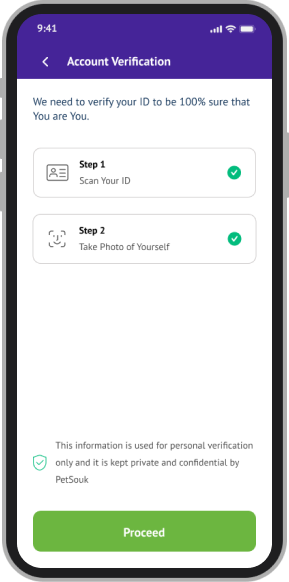 9:41
Account Verification
We need to verify your ID to be 100% sure that
You are You.
Step 1
Scan Your ID
Step 2
Take Photo of Yourself
This information is used for personal verification
only and it is kept private and confidential by
PetSouk
Proceed